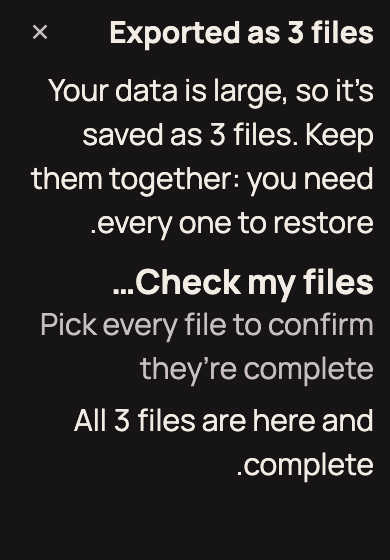 Exported as 3 files
Your data is large, so it's
saved as 3 files. Keep
them together: you need
.every one to restore
…Check my files
Pick every file to confirm
they're complete
All 3 files are here and
.complete